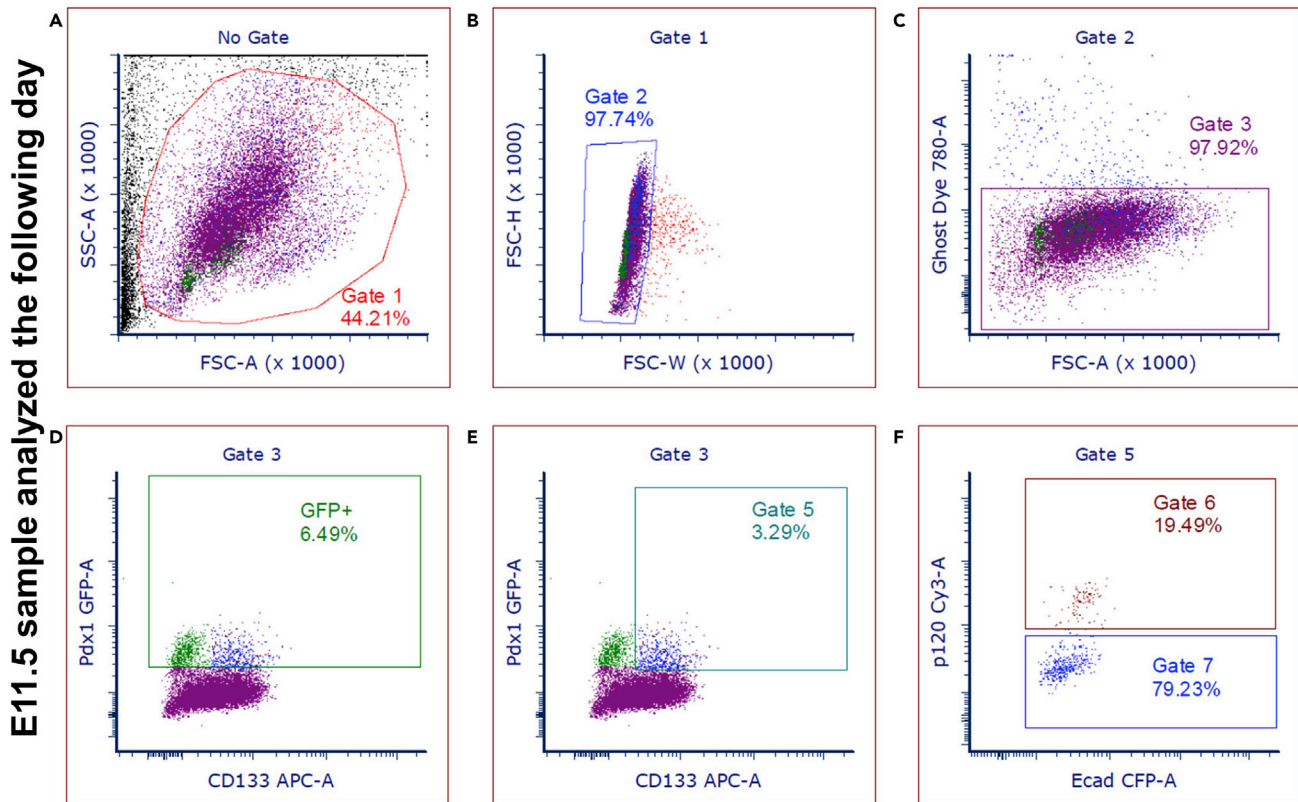 E11.5 sample analyzed the following day
A
No Gate
SSC-A (x 1000)
Gate 1
44.21%
FSC-A (x 1000)
B
Gate 1
Gate 2
97.74%
FSC-H (x 1000)
FSC-W (x 1000)
C
Gate 2
Gate 3
97.92%
Ghost Dye 780-A
FSC-A (x 1000)
D
Gate 3
GFP+
6.49%
Pdx1 GFP-A
CD133 APC-A
E
Gate 3
Gate 5
3.29%
Pdx1 GFP-A
CD133 APC-A
F
Gate 5
Gate 6
19.49%
p120 Cy3-A
Gate 7
79.23%
Ecad CFP-A